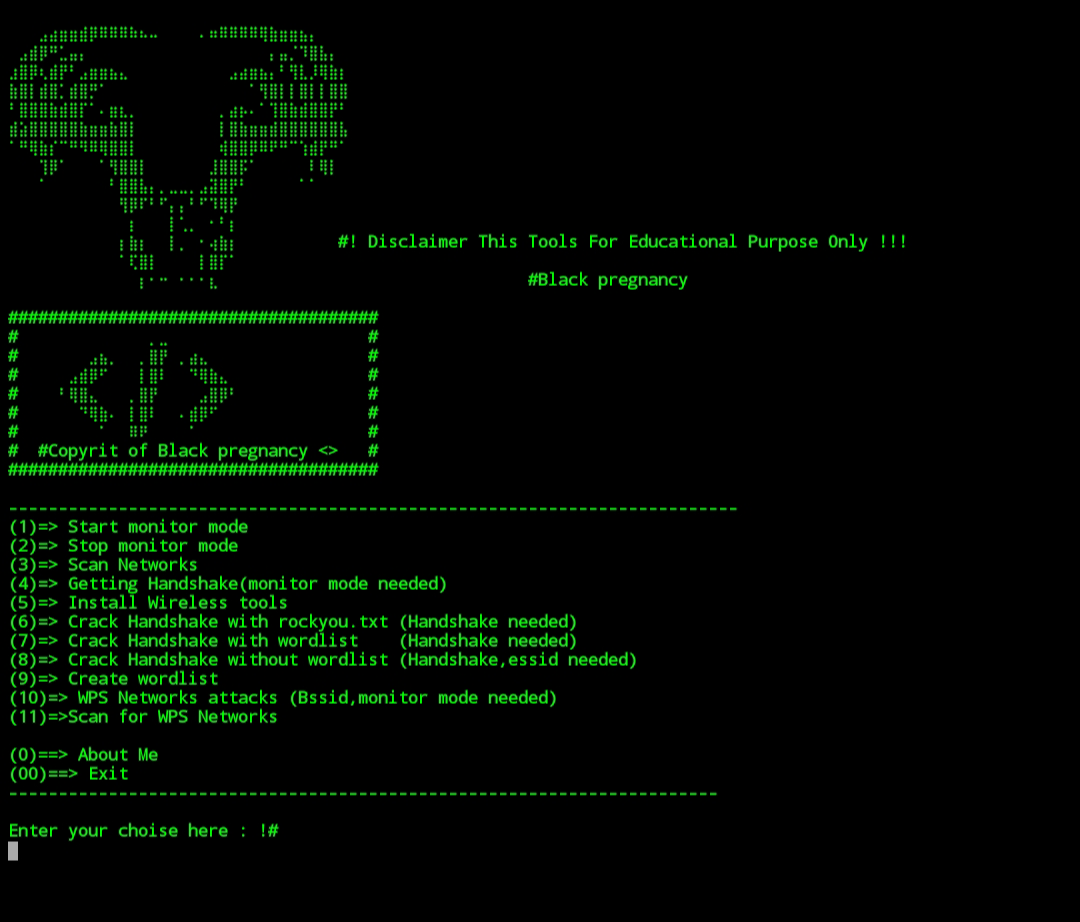 #! Disclaimer This Tools For Educational Purpose Only !!!
#Black pregnancy
#####################################
# #
# #
# #
# #
# #
# #
# #Copyrit of Black pregnancy <> #
#####################################
-------------------------------------------------------------------------
(1)=> Start monitor mode
(2)=> Stop monitor mode
(3)=> Scan Networks
(4)=> Getting Handshake(monitor mode needed)
(5)=> Install Wireless tools
(6)=> Crack Handshake with rockyou.txt (Handshake needed)
(7)=> Crack Handshake with wordlist    (Handshake needed)
(8)=> Crack Handshake without wordlist (Handshake,essid needed)
(9)=> Create wordlist
(10)=> WPS Networks attacks (Bssid,monitor mode needed)
(11)=>Scan for WPS Networks
(0)==> About Me
(00)==> Exit
-----------------------------------------------------------------------
Enter your choise here : !#